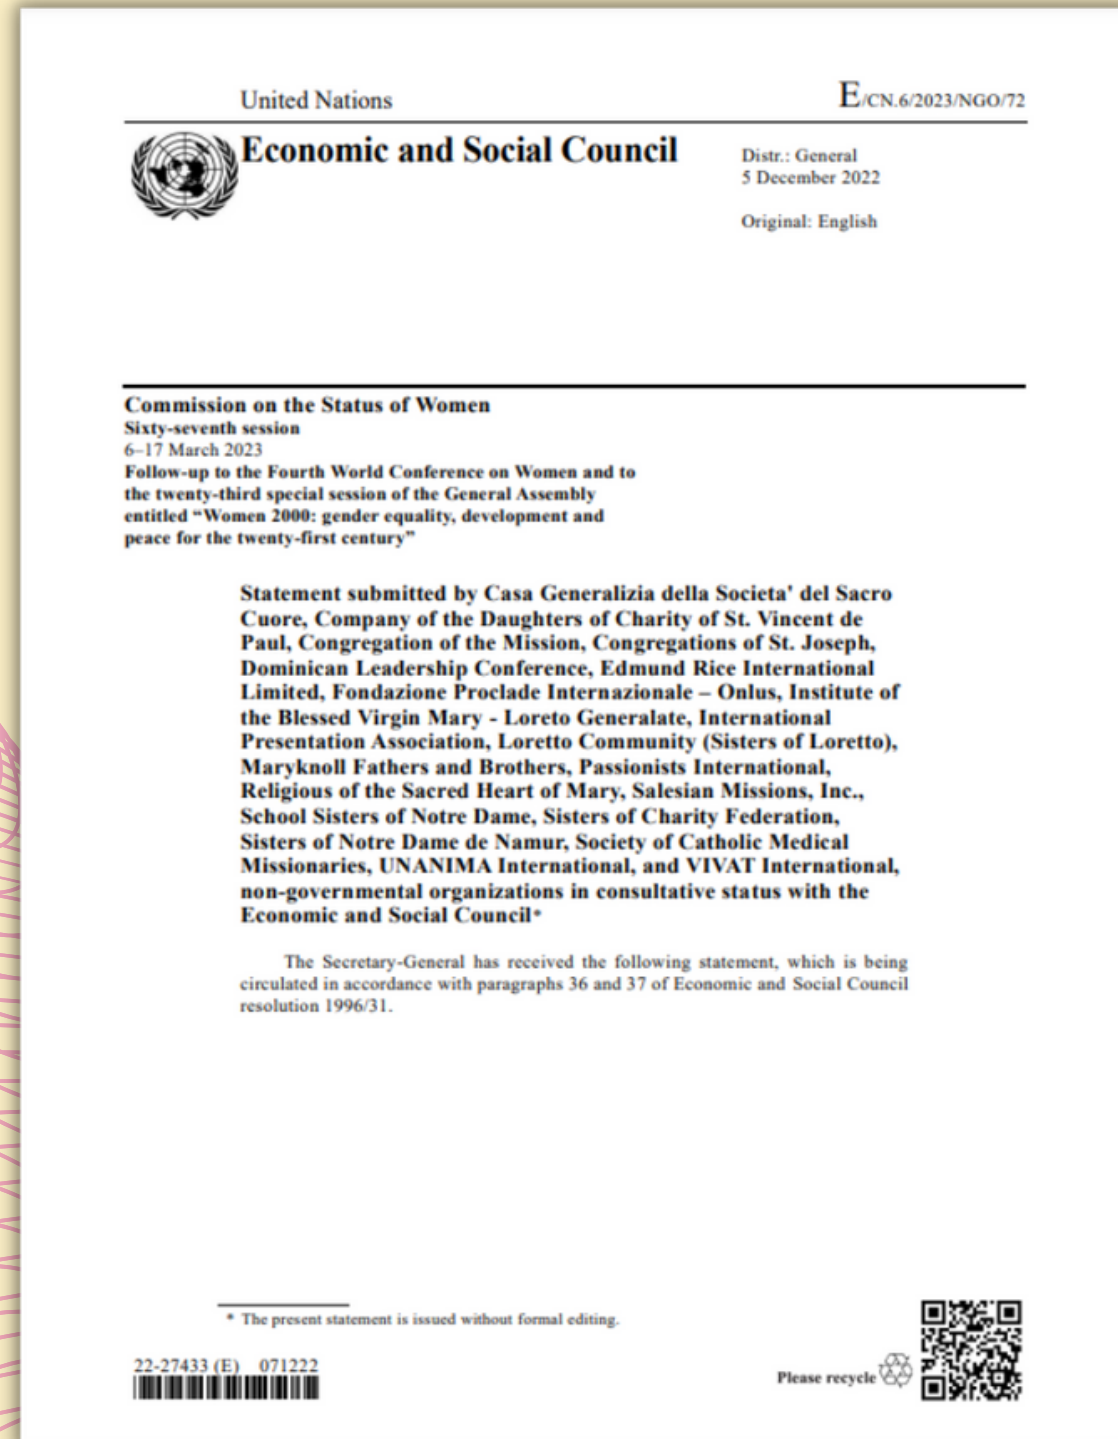 United Nations
E/CN.6/2023/NGO/72
Economic and Social Council
Distr.: General
5 December 2022
Original: English
Commission on the Status of Women
Sixty-seventh session
6–17 March 2023
Follow-up to the Fourth World Conference on Women and to
the twenty-third special session of the General Assembly
entitled “Women 2000: gender equality, development and
peace for the twenty-first century”
Statement submitted by Casa Generalizia della Societa' del Sacro
Cuore, Company of the Daughters of Charity of St. Vincent de
Paul, Congregation of the Mission, Congregations of St. Joseph,
Dominican Leadership Conference, Edmund Rice International
Limited, Fondazione Proclade Internazionale – Onlus, Institute of
the Blessed Virgin Mary - Loreto Generalate, International
Presentation Association, Loretto Community (Sisters of Loretto),
Maryknoll Fathers and Brothers, Passionists International,
Religious of the Sacred Heart of Mary, Salesian Missions, Inc.,
School Sisters of Notre Dame, Sisters of Charity Federation,
Sisters of Notre Dame de Namur, Society of Catholic Medical
Missionaries, UNANIMA International, and VIVAT International,
non-governmental organizations in consultative status with the
Economic and Social Council*
The Secretary-General has received the following statement, which is being
circulated in accordance with paragraphs 36 and 37 of Economic and Social Council
resolution 1996/31.
* The present statement is issued without formal editing.
22-27433 (E) 071222
Please recycle